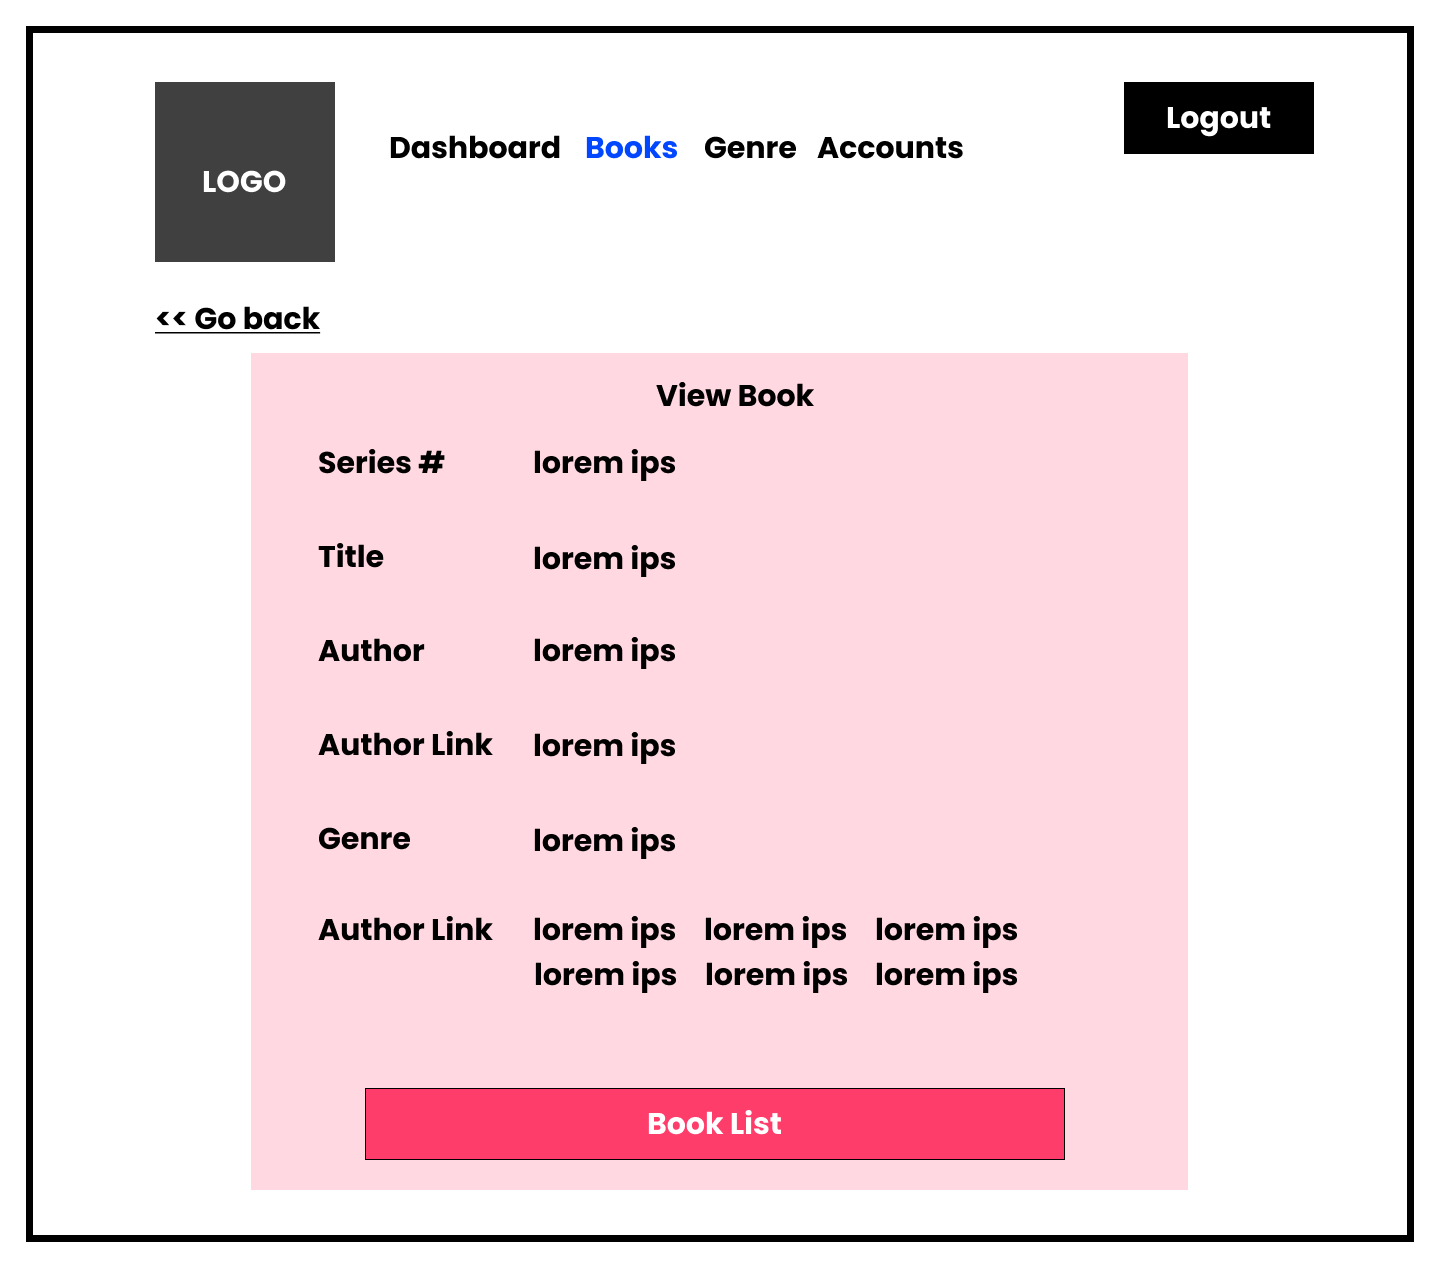 LOGO
Dashboard Books Genre Accounts
Logout
<< Go back
View Book
Series # lorem ips
Title lorem ips
Author lorem ips
Author Link lorem ips
Genre lorem ips
Author Link lorem ips lorem ips lorem ips
lorem ips lorem ips lorem ips
Book List